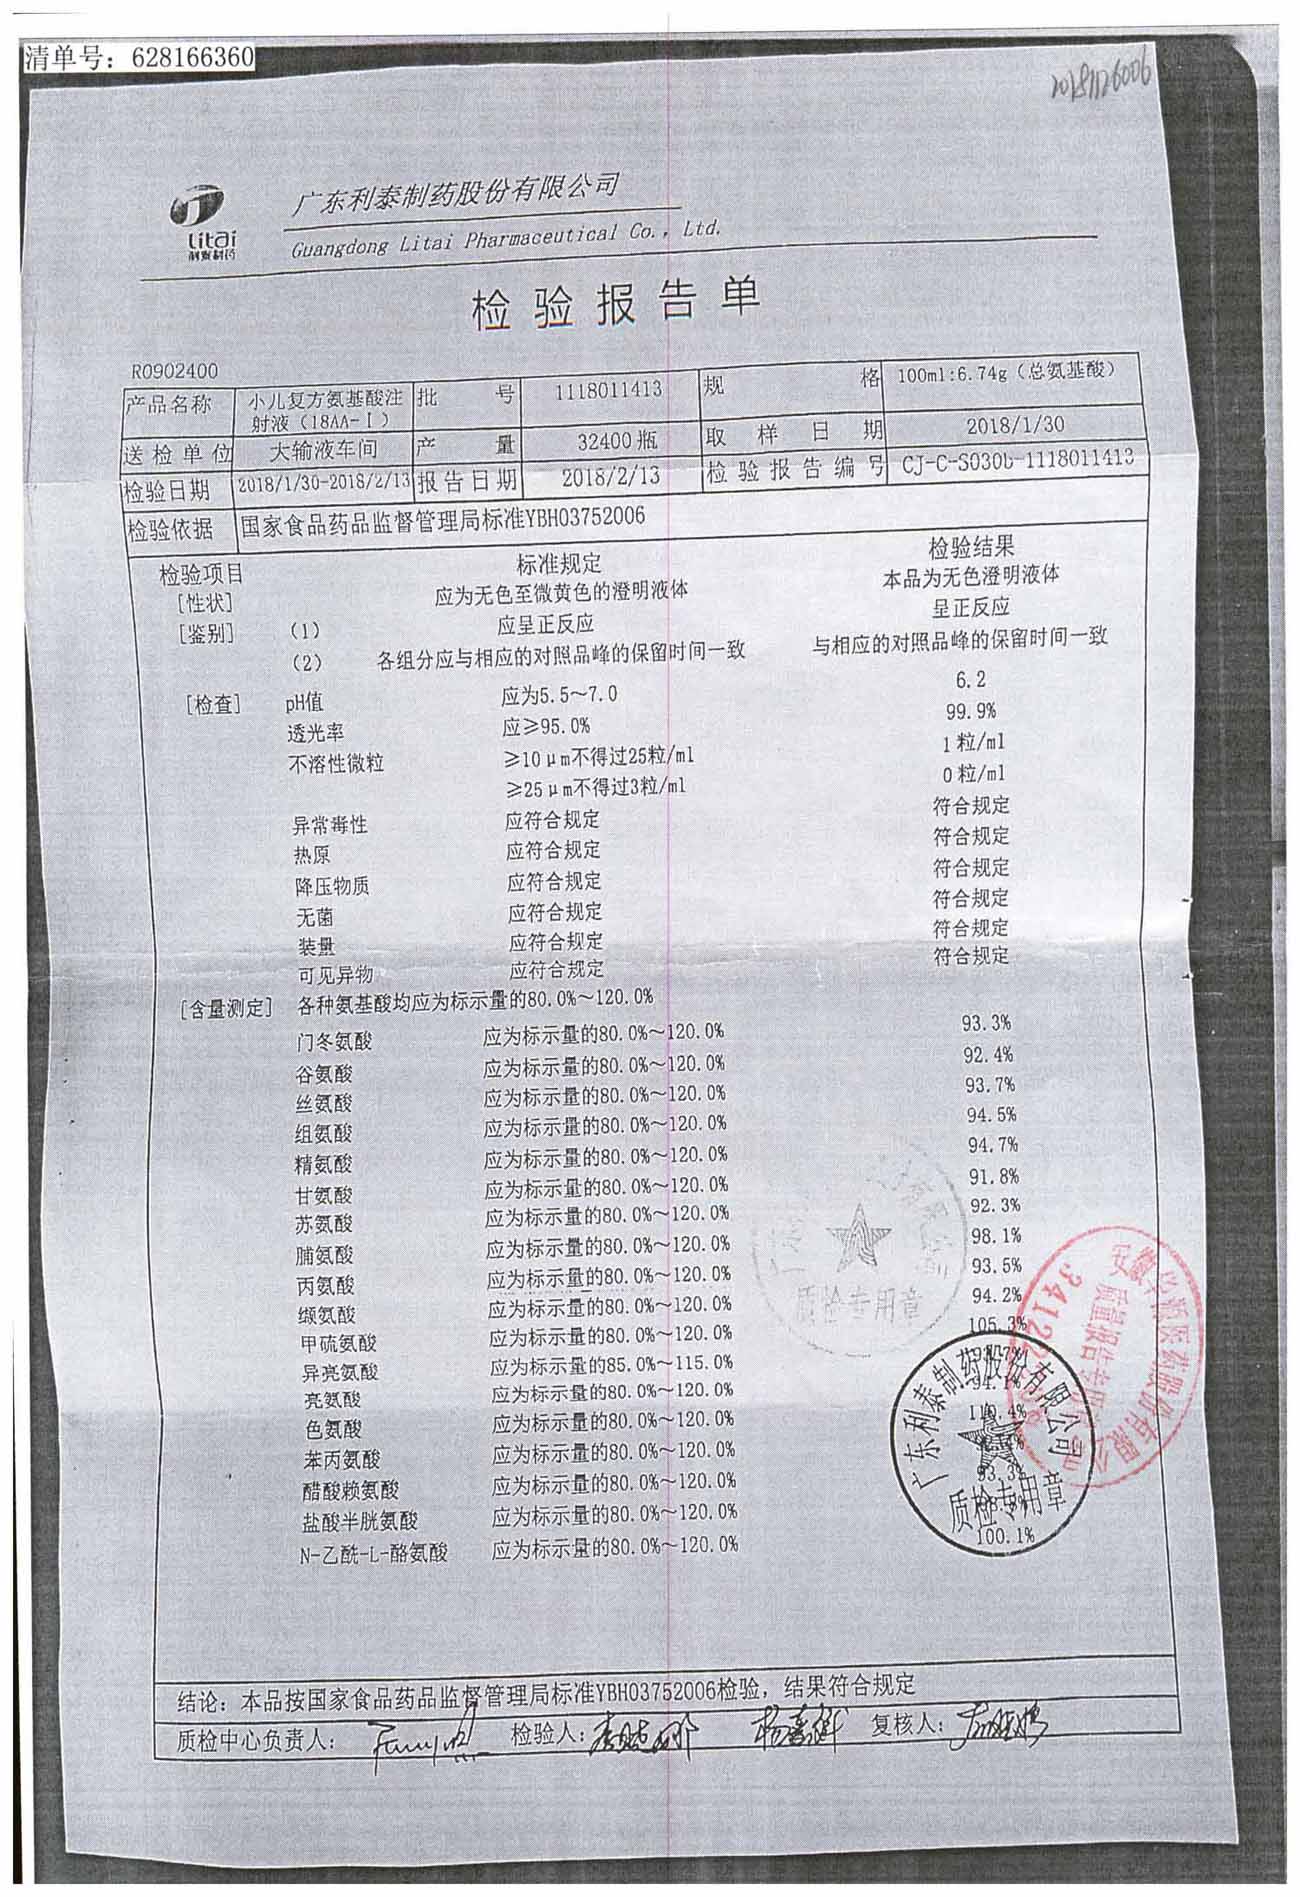 清单号：628166360
20181126006
Litai
利泰制药
广东利泰制药股份有限公司
Guangdong Litai Pharmaceutical Co., Ltd.
检验报告单
R0902400
产品名称 小儿复方氨基酸注射液（18AA-Ⅰ） 批号 1118011413 规格 100ml:6.74g（总氨基酸）
送检单位 大输液车间 产量 32400瓶 取样日期 2018/1/30
检验日期 2018/1/30-2018/2/13 报告日期 2018/2/13 检验报告编号 CJ-C-S030b-1118011413
检验依据 国家食品药品监督管理局标准YBH03752006
检验项目 标准规定 检验结果
[性状] 应为无色至微黄色的澄明液体 本品为无色澄明液体
[鉴别] (1) 应呈正反应 呈正反应
(2) 各组分应与相应的对照品峰的保留时间一致 与相应的对照品峰的保留时间一致
[检查] pH值 应为5.5~7.0 6.2
透光率 应≥95.0% 99.9%
不溶性微粒 ≥10μm不得过25粒/ml 1粒/ml
≥25μm不得过3粒/ml 0粒/ml
异常毒性 应符合规定 符合规定
热原 应符合规定 符合规定
降压物质 应符合规定 符合规定
无菌 应符合规定 符合规定
装量 应符合规定 符合规定
可见异物 应符合规定 符合规定
[含量测定] 各种氨基酸均应为标示量的80.0%~120.0%
门冬氨酸 应为标示量的80.0%~120.0% 93.3%
谷氨酸 应为标示量的80.0%~120.0% 92.4%
丝氨酸 应为标示量的80.0%~120.0% 93.7%
组氨酸 应为标示量的80.0%~120.0% 94.5%
精氨酸 应为标示量的80.0%~120.0% 94.7%
甘氨酸 应为标示量的80.0%~120.0% 91.8%
苏氨酸 应为标示量的80.0%~120.0% 92.3%
脯氨酸 应为标示量的80.0%~120.0% 98.1%
丙氨酸 应为标示量的80.0%~120.0% 93.5%
缬氨酸 应为标示量的80.0%~120.0% 94.2%
甲硫氨酸 应为标示量的80.0%~120.0% 105.3%
异亮氨酸 应为标示量的85.0%~115.0%
亮氨酸 应为标示量的80.0%~120.0%
色氨酸 应为标示量的80.0%~120.0% 110.4%
苯丙氨酸 应为标示量的80.0%~120.0%
醋酸赖氨酸 应为标示量的80.0%~120.0% 93.3%
盐酸半胱氨酸 应为标示量的80.0%~120.0%
N-乙酰-L-酪氨酸 应为标示量的80.0%~120.0% 100.1%
质检专用章
广东利泰制药股份有限公司
质检专用章
结论：本品按国家食品药品监督管理局标准YBH03752006检验，结果符合规定
质检中心负责人： 检验人： 复核人：